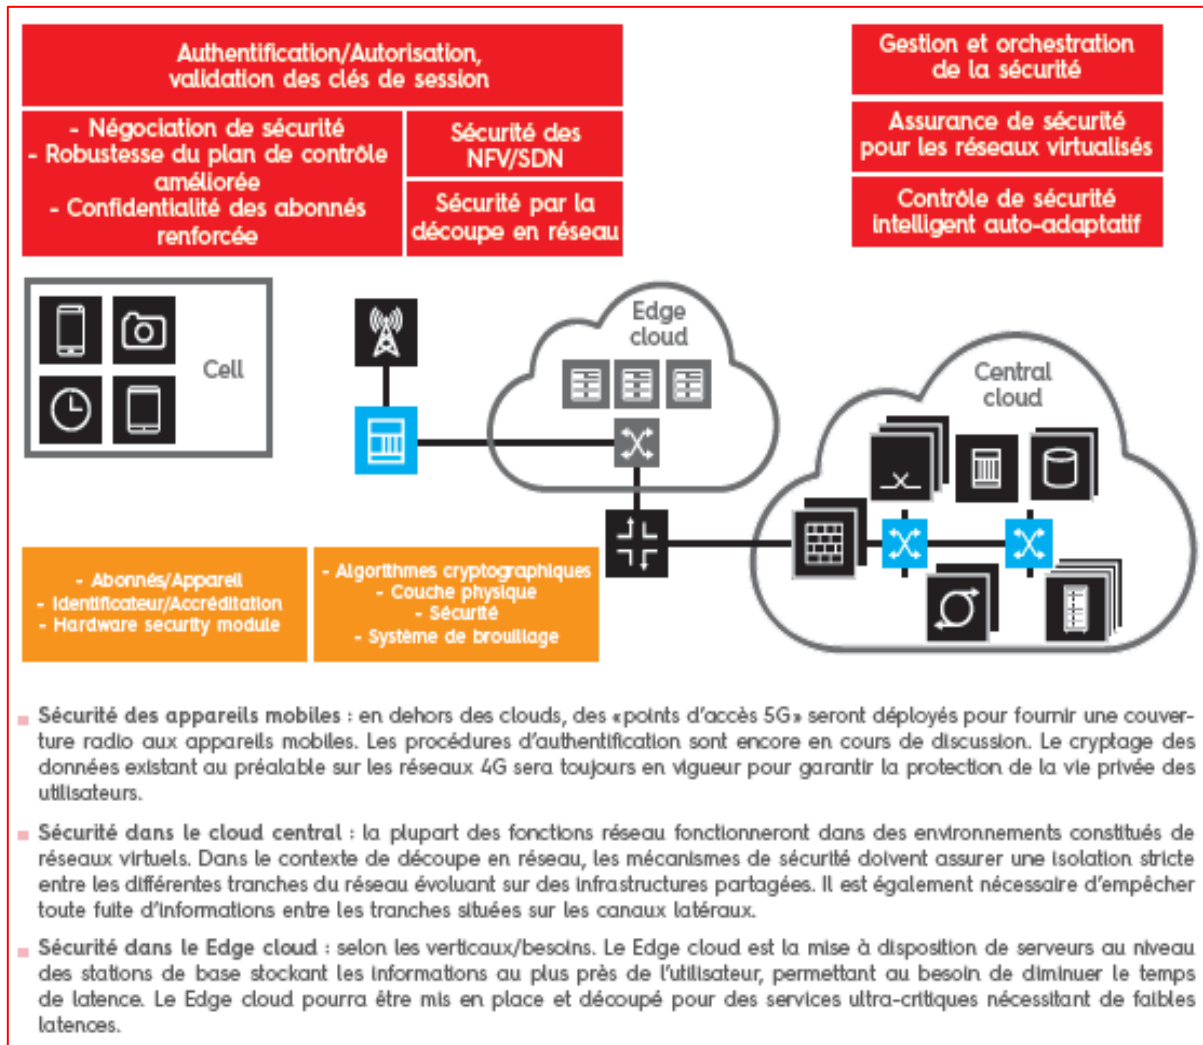 Authentification/Autorisation,
validation des clés de session
- Négociation de sécurité
- Robustesse du plan de contrôle
améliorée
- Confidentialité des abonnés
renforcée
Sécurité des
NFV/SDN
Sécurité par la
découpe en réseau
Gestion et orchestration
de la sécurité
Assurance de sécurité
pour les réseaux virtualisés
Contrôle de sécurité
intelligent auto-adaptatif
Cell
Edge
cloud
Central
cloud
- Abonnés/Appareil
- Identificateur/Accréditation
- Hardware security module
- Algorithmes cryptographiques
- Couche physique
- Sécurité
- Système de brouillage
Sécurité des appareils mobiles : en dehors des clouds, des «points d'accès 5G» seront déployés pour fournir une couver-
ture radio aux appareils mobiles. Les procédures d'authentification sont encore en cours de discussion. Le cryptage des
données existant au préalable sur les réseaux 4G sera toujours en vigueur pour garantir la protection de la vie privée des
utilisateurs.
Sécurité dans le cloud central : la plupart des fonctions réseau fonctionneront dans des environnements constitués de
réseaux virtuels. Dans le contexte de découpe en réseau, les mécanismes de sécurité doivent assurer une isolation stricte
entre les différentes tranches du réseau évoluant sur des infrastructures partagées. Il est également nécessaire d'empêcher
toute fuite d'informations entre les tranches situées sur les canaux latéraux.
Sécurité dans le Edge cloud : selon les verticaux/besoins. Le Edge cloud est la mise à disposition de serveurs au niveau
des stations de base stockant les informations au plus près de l'utilisateur, permettant au besoin de diminuer le temps
de latence. Le Edge cloud pourra être mis en place et découpé pour des services ultra-critiques nécessitant de faibles
latences.